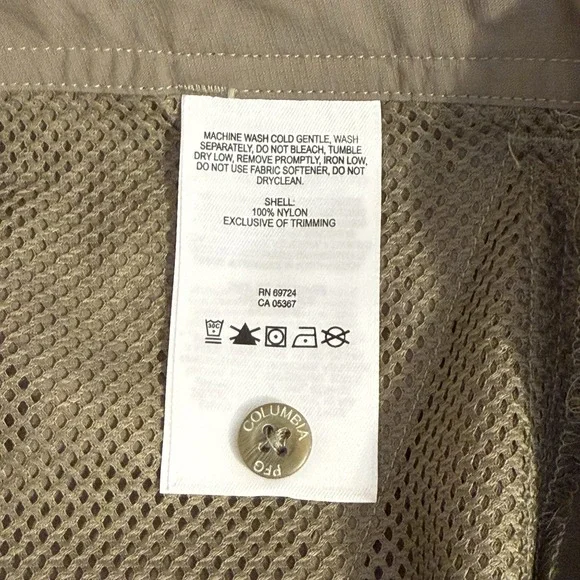 MACHINE WASH COLD GENTLE, WASH
SEPARATELY, DO NOT BLEACH, TUMBLE
DRY LOW, REMOVE PROMPTLY, IRON LOW,
DO NOT USE FABRIC SOFTENER, DO NOT
DRYCLEAN.
SHELL:
100% NYLON
EXCLUSIVE OF TRIMMING
RN 69724
CA 05367
30C
COLUMBIA
PFG